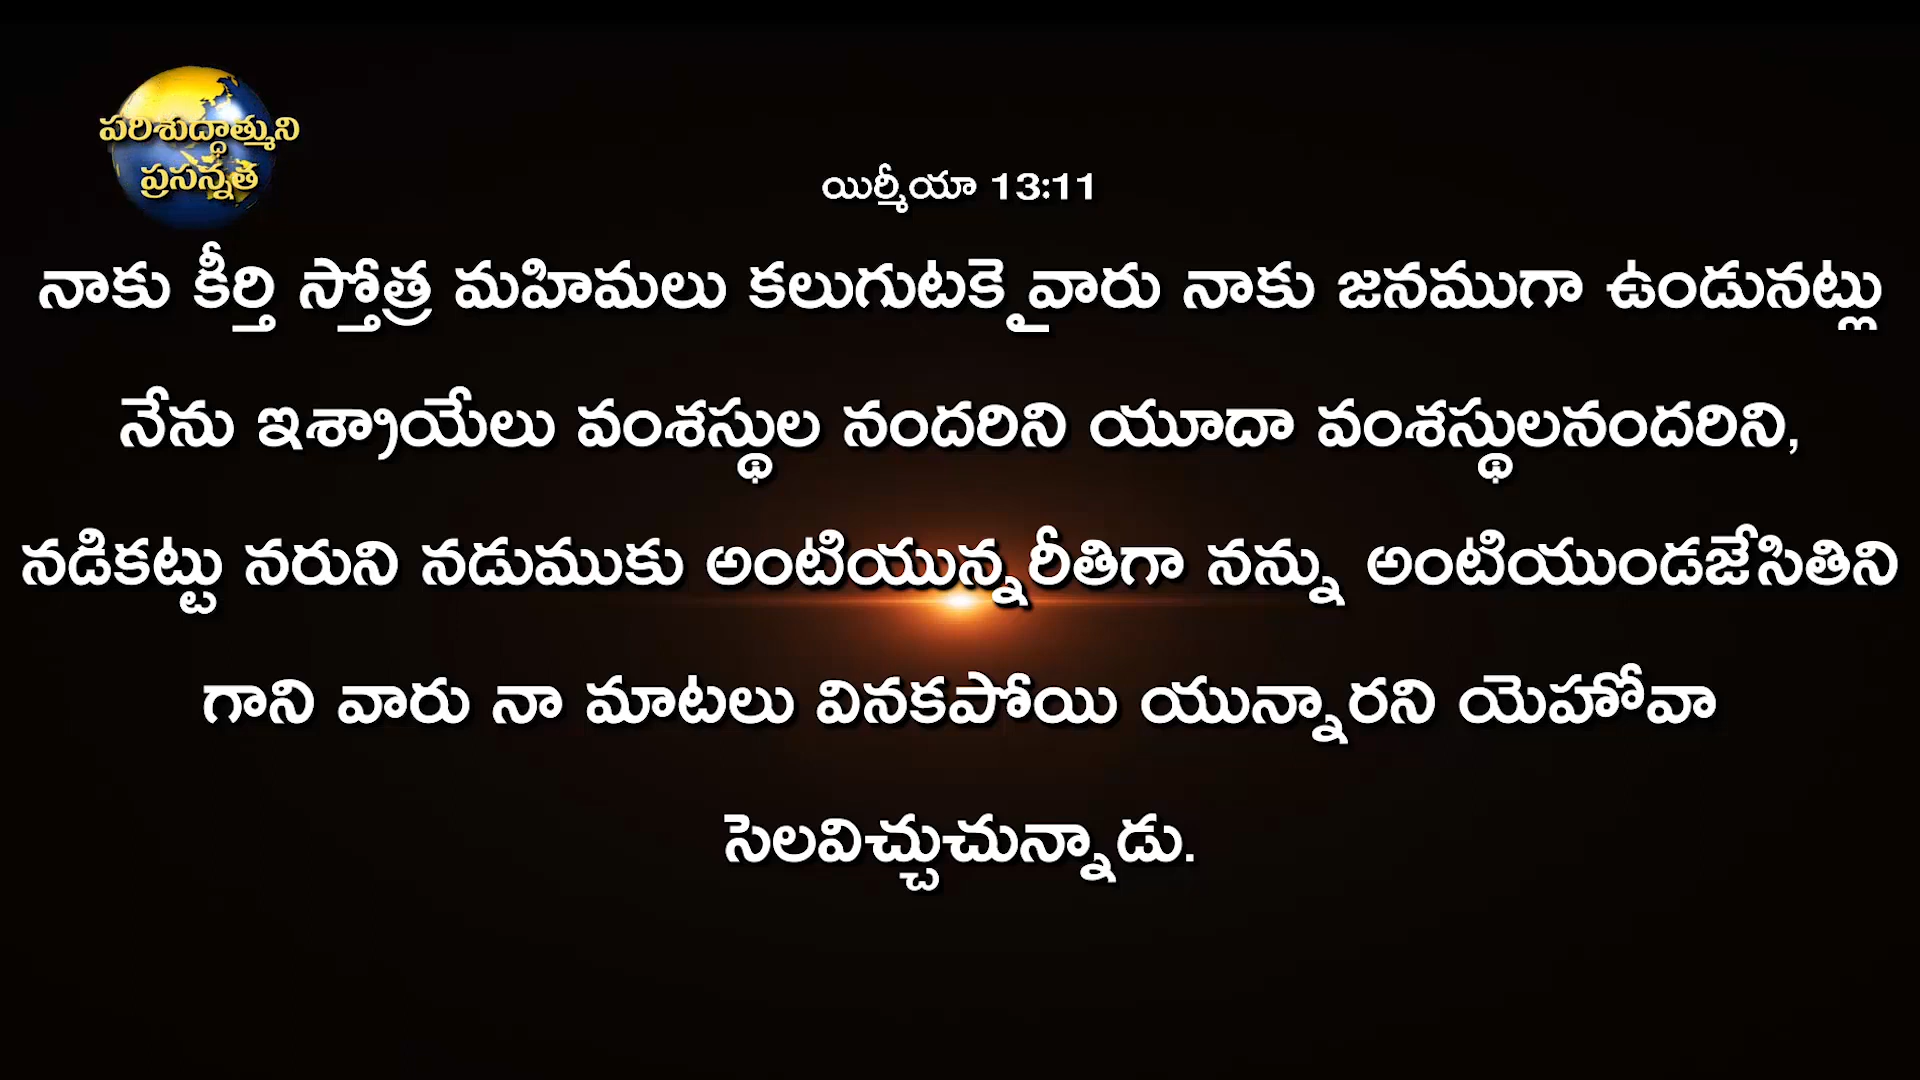 పరిశుద్ధాత్ముని
ప్రసన్నత
యిర్మీయా 13:11
నాకు కీర్తి స్తోత్ర మహిమలు కలుగుటకై వారు నాకు జనముగా ఉండునట్లు
నేను ఇశ్రాయేలు వంశస్థుల నందరిని యూదా వంశస్థులనందరిని,
నడికట్టు నరుని నడుముకు అంటియున్నరీతిగా నన్ను అంటియుండజేసితిని
గాని వారు నా మాటలు వినకపోయి యున్నారని యెహోవా
సెలవిచ్చుచున్నాడు.